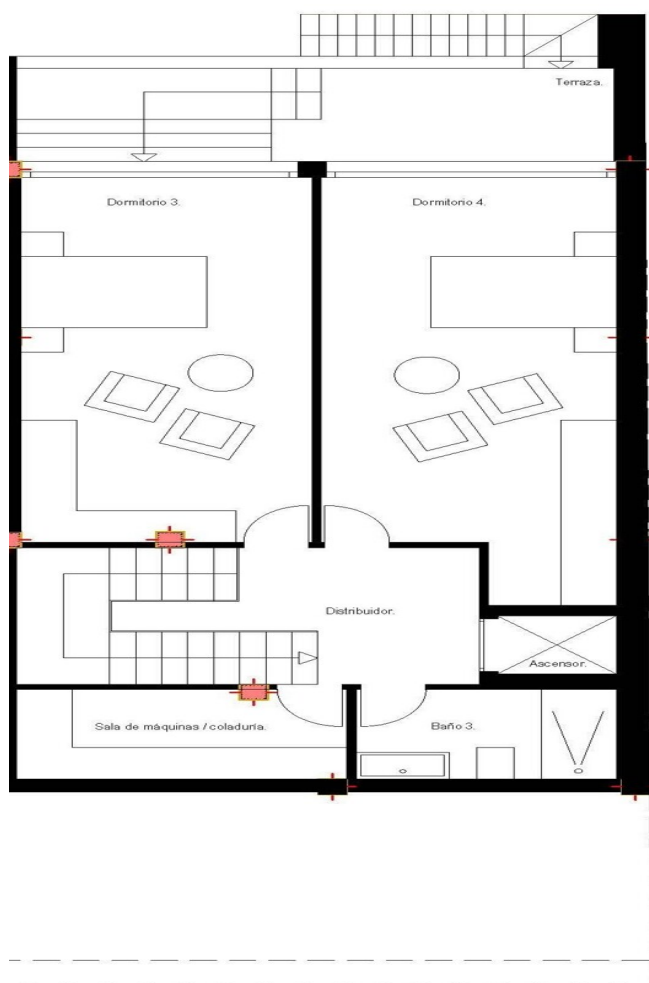 Terraza.
Dormitorio 3.
Dormitorio 4.
Distribuidor.
Ascensor.
Sala de máquinas / coladuría.
Baño 3.